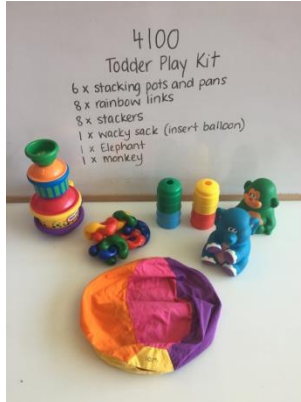 4100
Todder Play Kit
6 x stacking pots and pans
8 x rainbow links
8 x stackers
1 x wacky sack (insert balloon)
1 x Elephant
1 x monkey